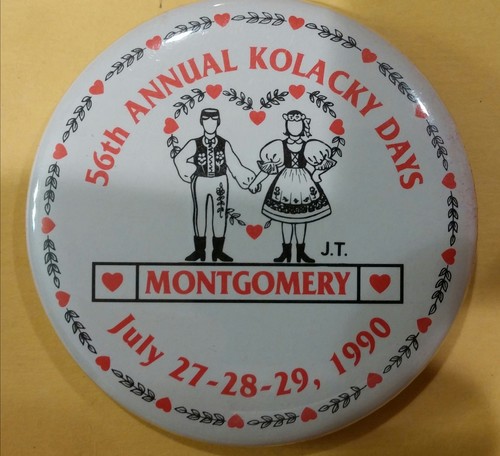 56th ANNUAL KOLACKY DAYS
J.T.
MONTGOMERY
July 27-28-29, 1990